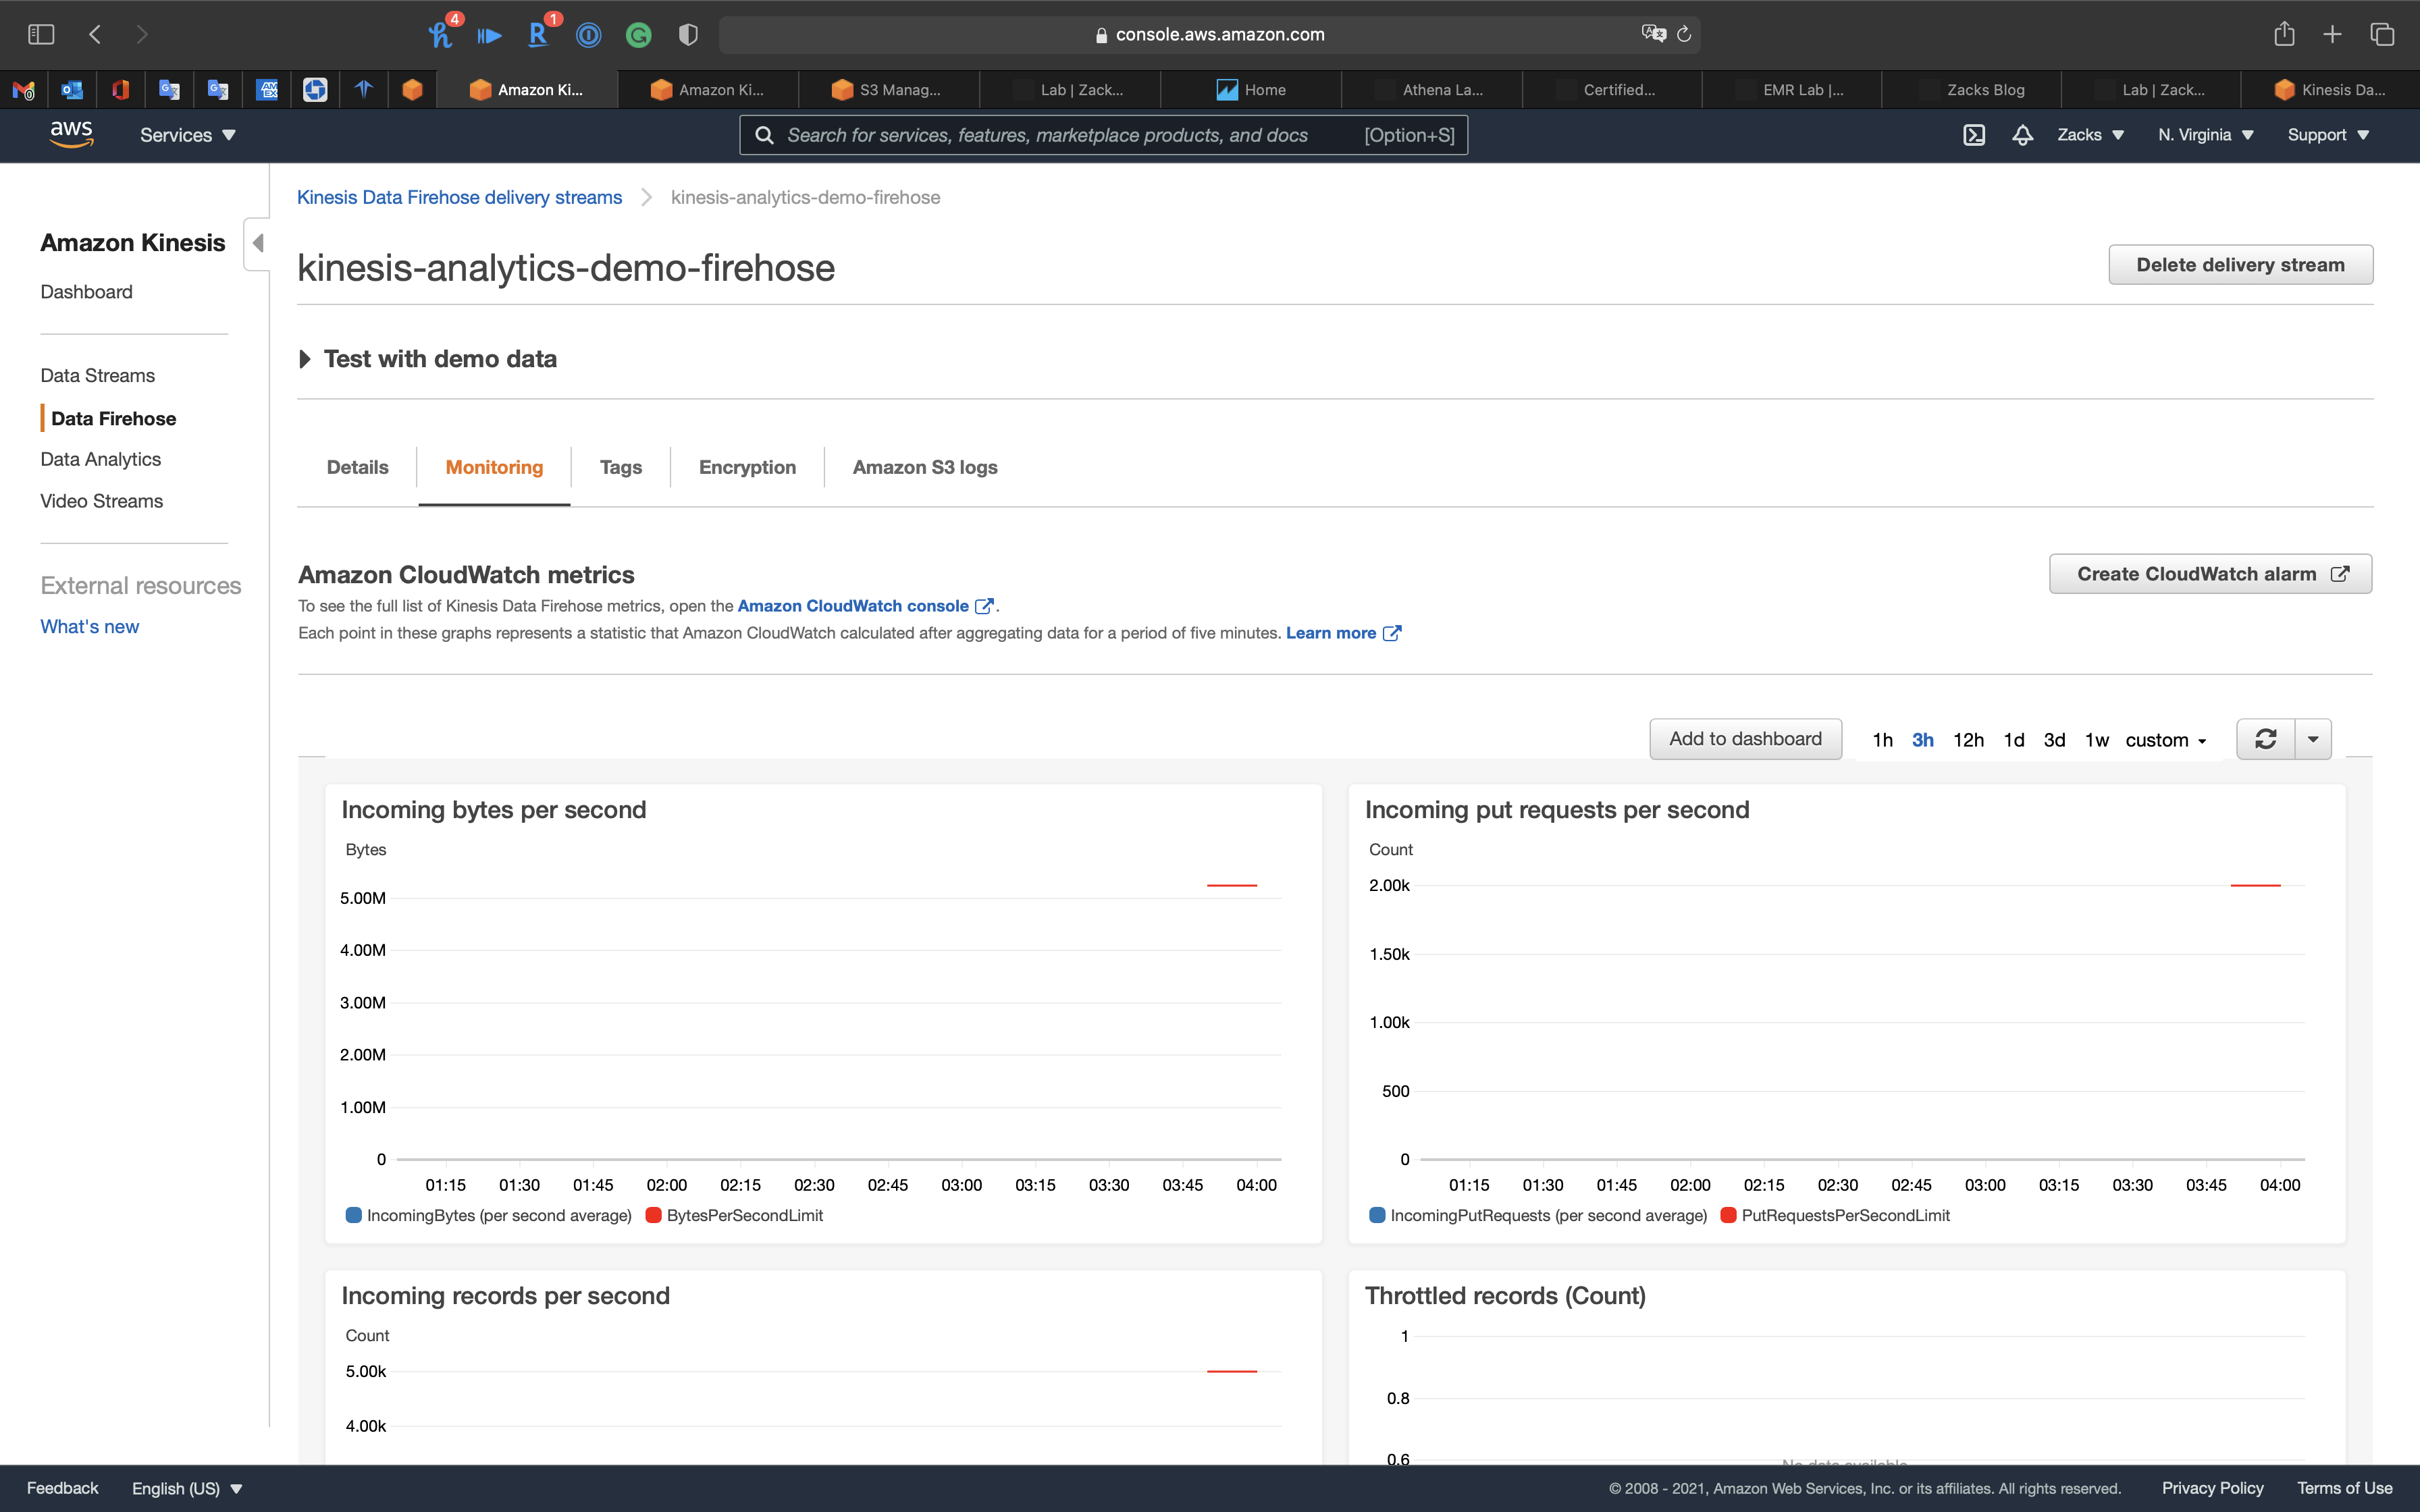 4
1
console.aws.amazon.com
Amazon Ki...
Amazon Ki...
S3 Manag...
Lab | Zack...
Home
Athena La...
Certified...
EMR Lab |...
Zacks Blog
Lab | Zack...
Kinesis Da...
aws
Services
Search for services, features, marketplace products, and docs
[Option+S]
Zacks
N. Virginia
Support
Amazon Kinesis
Dashboard
Data Streams
Data Firehose
Data Analytics
Video Streams
External resources
What's new
Kinesis Data Firehose delivery streams
kinesis-analytics-demo-firehose
kinesis-analytics-demo-firehose
Delete delivery stream
Test with demo data
Details
Monitoring
Tags
Encryption
Amazon S3 logs
Amazon CloudWatch metrics
Create CloudWatch alarm
To see the full list of Kinesis Data Firehose metrics, open the Amazon CloudWatch console.
Each point in these graphs represents a statistic that Amazon CloudWatch calculated after aggregating data for a period of five minutes. Learn more
Add to dashboard
1h 3h 12h 1d 3d 1w custom
Incoming bytes per second
Bytes
5.00M
4.00M
3.00M
2.00M
1.00M
0
01:15 01:30 01:45 02:00 02:15 02:30 02:45 03:00 03:15 03:30 03:45 04:00
IncomingBytes (per second average) BytesPerSecondLimit
Incoming put requests per second
Count
2.00k
1.50k
1.00k
500
0
01:15 01:30 01:45 02:00 02:15 02:30 02:45 03:00 03:15 03:30 03:45 04:00
IncomingPutRequests (per second average) PutRequestsPerSecondLimit
Incoming records per second
Count
5.00k
4.00k
Throttled records (Count)
1
0.8
0.6
No data available
Feedback
English (US)
© 2008 - 2021, Amazon Web Services, Inc. or its affiliates. All rights reserved.
Privacy Policy
Terms of Use